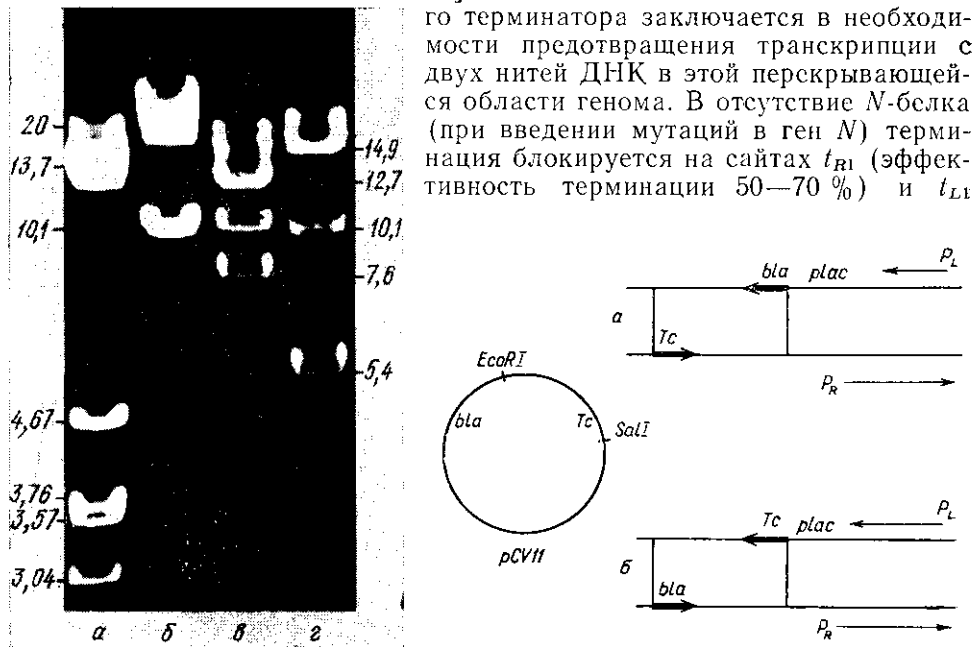 го терминатора заключается в необходи-
мости предотвращения транскрипции с
двух нитей ДНК в этой перскрывающей-
ся области генома. В отсутствие N-белка
(при введении мутаций в ген N) терми-
нация блокируется на сайтах tR1 (эффек-
тивность терминации 50—70 %) и tL1
20
13,7
10,1
4,67
3,76
3,57
3,04
14,9
12,7
10,1
7,6
5,4
а б в г
EcoRI
bla
Tc
SalI
pCV11
а
bla plac
PL
Tc
PR
б
Tc plac
PL
bla
PR